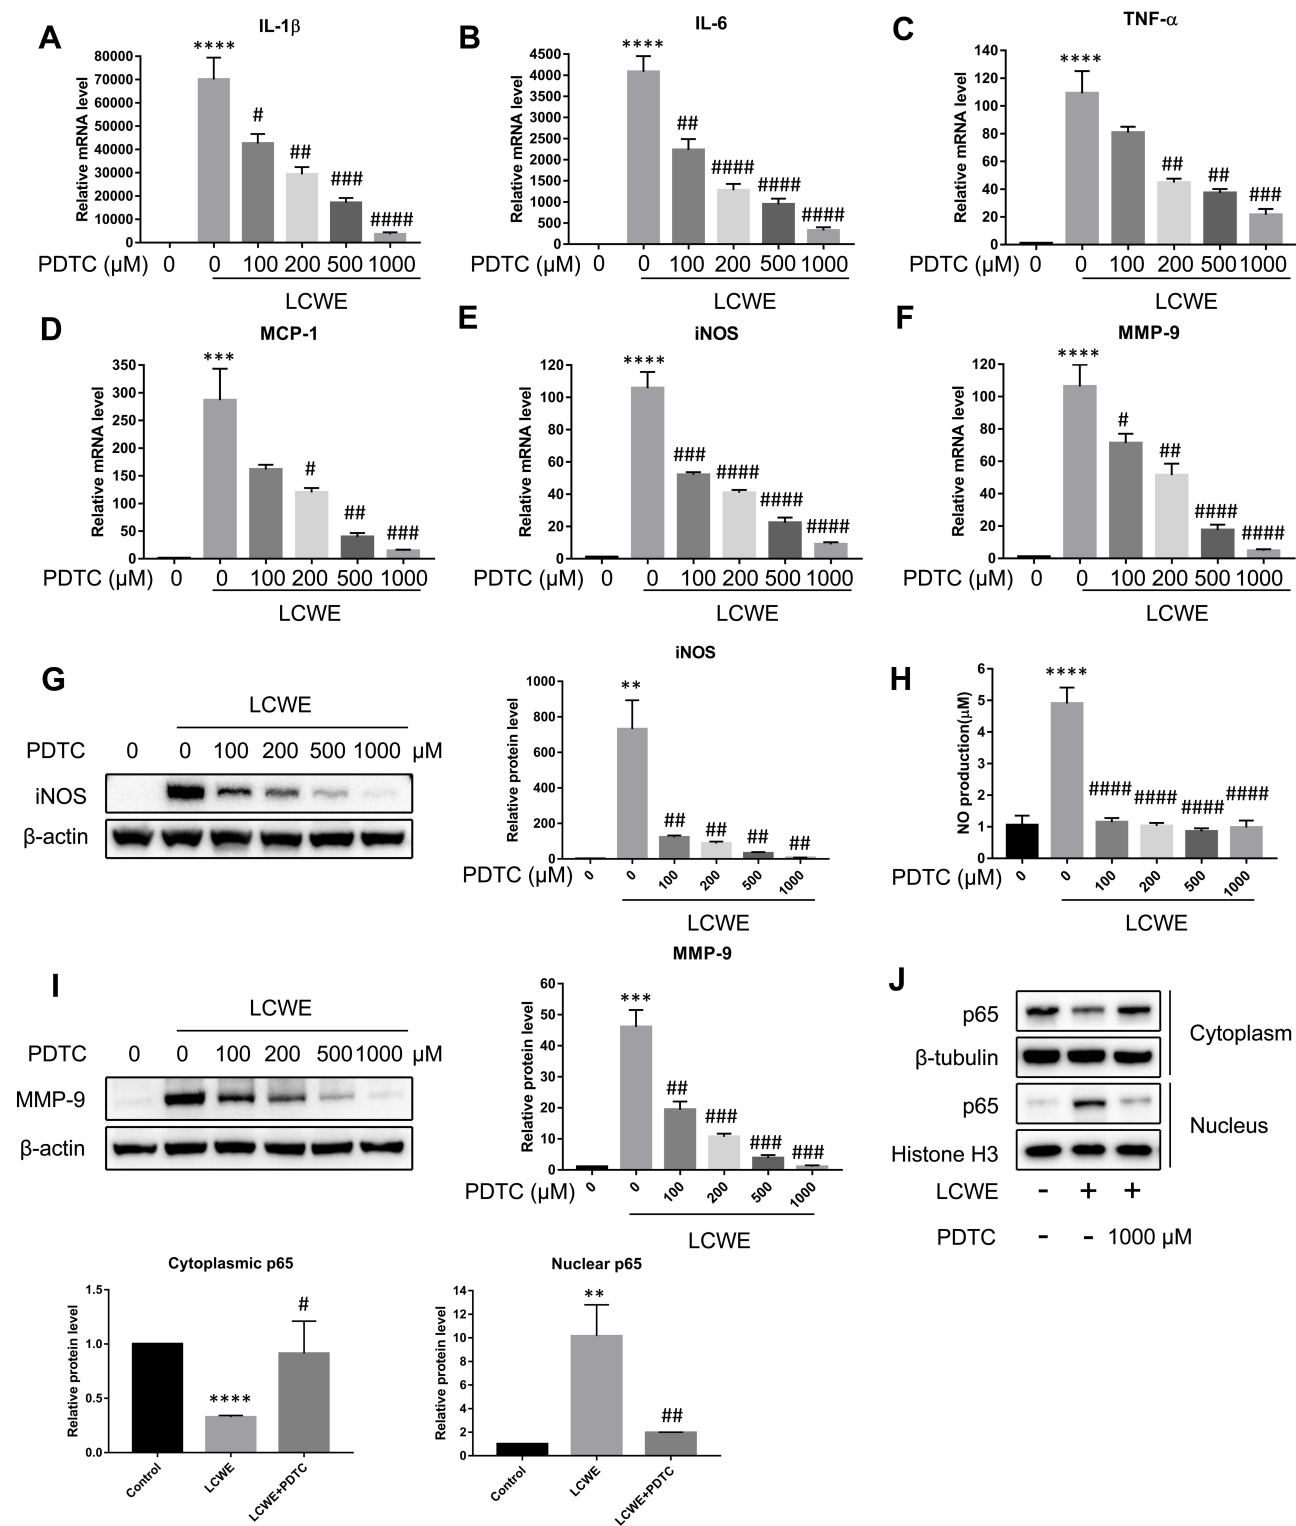 A
IL-1β
Relative mRNA level
80000
70000
60000
50000
40000
30000
20000
10000
0
****
#
##
###
####
PDTC (μM) 0 0 100 200 500 1000
LCWE
B
IL-6
Relative mRNA level
4500
4000
3500
3000
2500
2000
1500
1000
500
0
****
##
####
####
####
PDTC (μM) 0 0 100 200 500 1000
LCWE
C
TNF-α
Relative mRNA level
140
120
100
80
60
40
20
0
****
##
##
###
PDTC (μM) 0 0 100 200 500 1000
LCWE
D
MCP-1
Relative mRNA level
350
300
250
200
150
100
50
0
***
#
##
###
PDTC (μM) 0 0 100 200 500 1000
LCWE
E
iNOS
Relative mRNA level
120
100
80
60
40
20
0
****
###
####
####
####
PDTC (μM) 0 0 100 200 500 1000
LCWE
F
MMP-9
Relative mRNA level
120
100
80
60
40
20
0
****
#
##
####
####
PDTC (μM) 0 0 100 200 500 1000
LCWE
G
LCWE
PDTC 0 0 100 200 500 1000 μM
iNOS
β-actin
iNOS
Relative protein level
1000
800
600
400
200
0
**
##
##
##
##
PDTC (μM) 0 0 100 200 500 1000
LCWE
H
NO production(μM)
6
5
4
3
2
1
0
****
####
####
####
####
PDTC (μM) 0 0 100 200 500 1000
LCWE
I
LCWE
PDTC 0 0 100 200 500 1000 μM
MMP-9
β-actin
MMP-9
Relative protein level
60
50
40
30
20
10
0
***
##
###
###
###
PDTC (μM) 0 0 100 200 500 1000
LCWE
J
p65
β-tubulin
Cytoplasm
p65
Histone H3
Nucleus
LCWE - + +
PDTC - - 1000 μM
Cytoplasmic p65
Relative protein level
1.5
1.0
0.5
0.0
****
#
Control
LCWE
LCWE+PDTC
Nuclear p65
Relative protein level
14
12
10
8
6
4
2
0
**
##
Control
LCWE
LCWE+PDTC